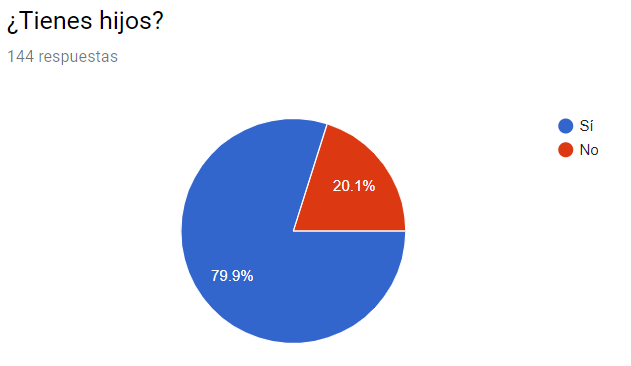 ¿Tienes hijos?
144 respuestas
Sí
No
20.1%
79.9%